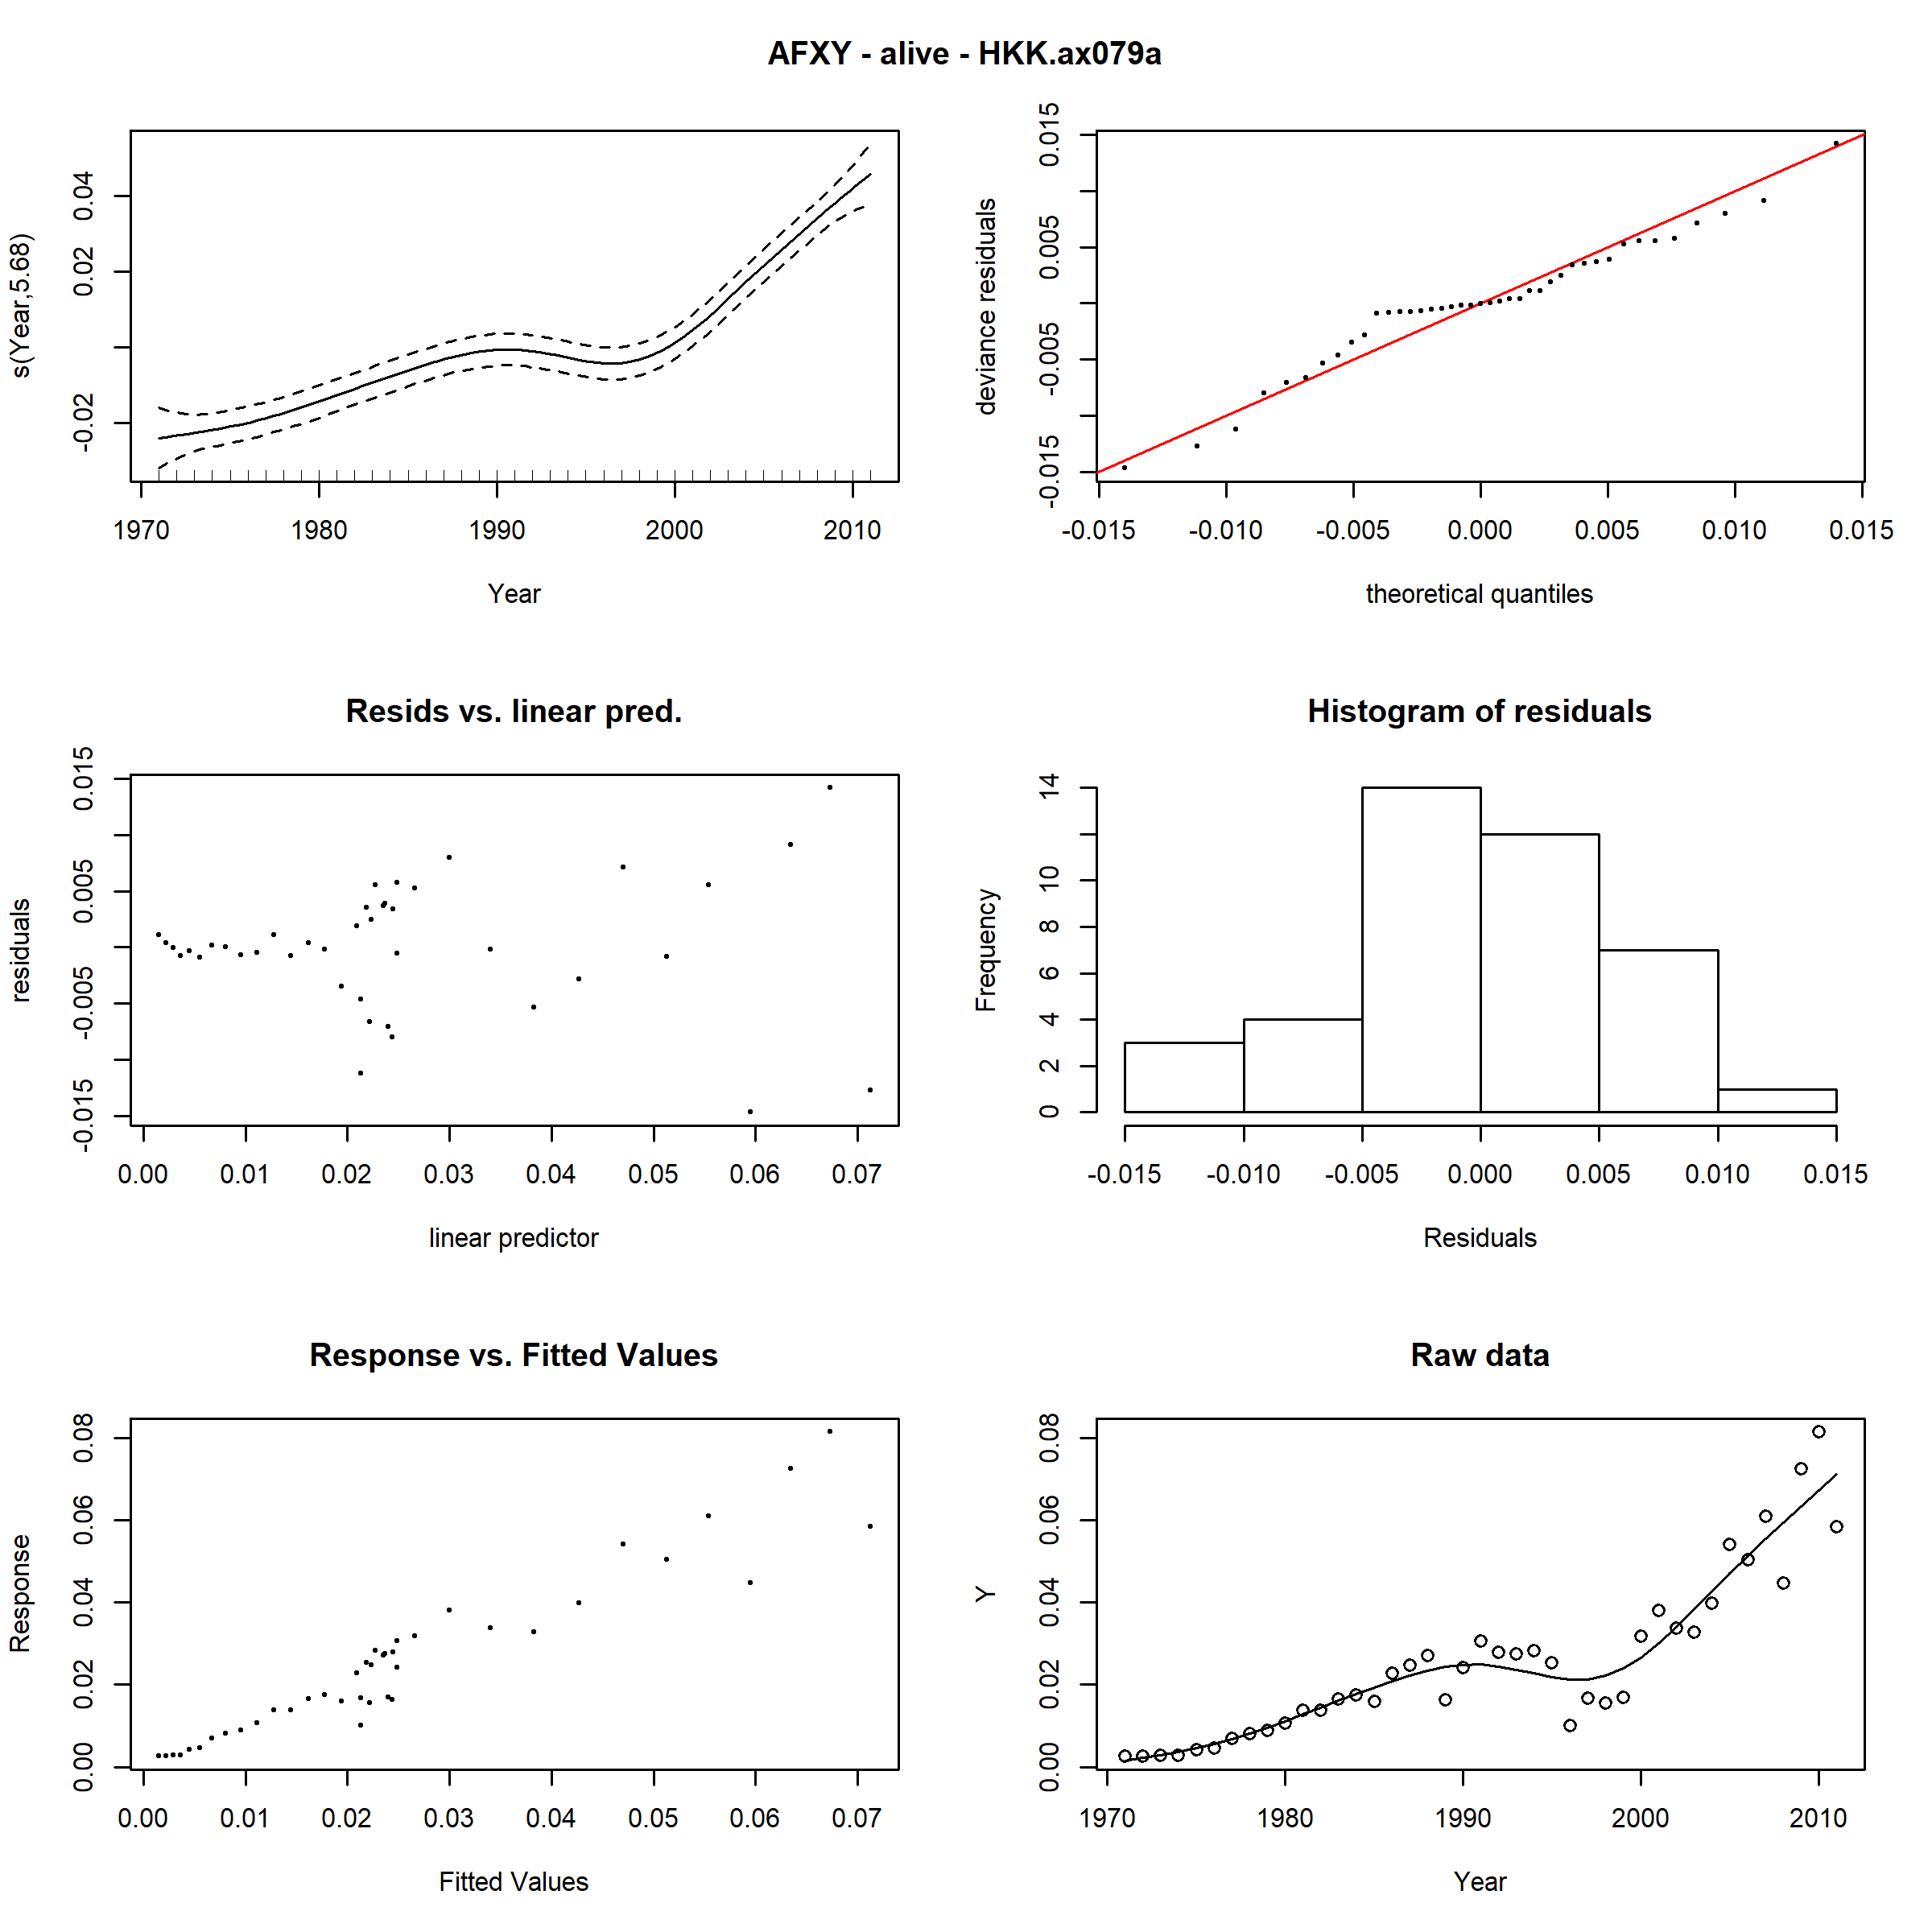 AFXY - alive - HKK.ax079a
s(Year,5.68)
-0.02 0.02 0.04
1970 1980 1990 2000 2010
Year
deviance residuals
-0.015 -0.005 0.005 0.015
-0.015 -0.010 -0.005 0.000 0.005 0.010 0.015
theoretical quantiles
Resids vs. linear pred.
residuals
-0.015 -0.005 0.005 0.015
0.00 0.01 0.02 0.03 0.04 0.05 0.06 0.07
linear predictor
Histogram of residuals
Frequency
0 2 4 6 8 10 14
-0.015 -0.010 -0.005 0.000 0.005 0.010 0.015
Residuals
Response vs. Fitted Values
Response
0.00 0.02 0.04 0.06 0.08
0.00 0.01 0.02 0.03 0.04 0.05 0.06 0.07
Fitted Values
Raw data
Y
0.00 0.02 0.04 0.06 0.08
1970 1980 1990 2000 2010
Year